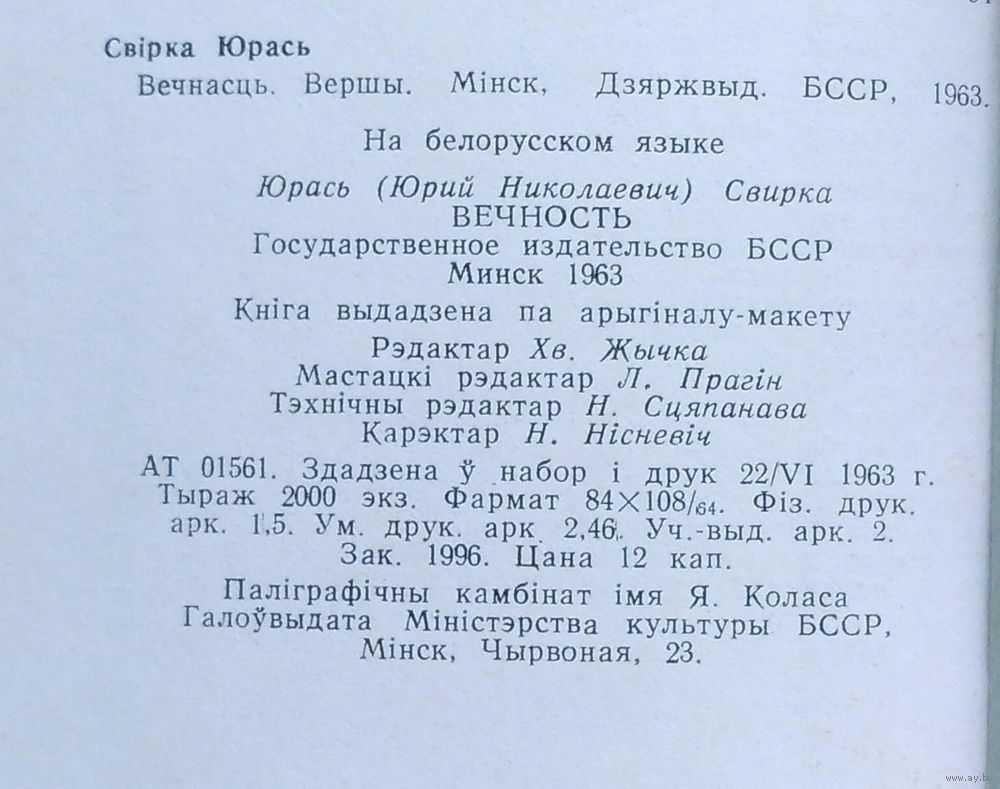 Свірка Юрась
Вечнасць. Вершы. Мінск, Дзяржвыд. БССР, 1963.
На белорусском языке
Юрась (Юрий Николаевич) Свирка
ВЕЧНОСТЬ
Государственное издательство БССР
Минск 1963
Кніга выдадзена па арыгіналу-макету
Рэдактар Хв. Жычка
Мастацкі рэдактар Л. Прагін
Тэхнічны рэдактар Н. Сцяпанава
Карэктар Н. Нісневіч
АТ 01561. Здадзена ў набор і друк 22/VI 1963 г.
Тыраж 2000 экз. Фармат 84×108/64. Фіз. друк.
арк. 1,5. Ум. друк. арк. 2,46. Уч.-выд. арк. 2.
Зак. 1996. Цана 12 кап.
Паліграфічны камбінат імя Я. Коласа
Галоўвыдата Міністэрства культуры БССР,
Мінск, Чырвоная, 23.
www.ay.by